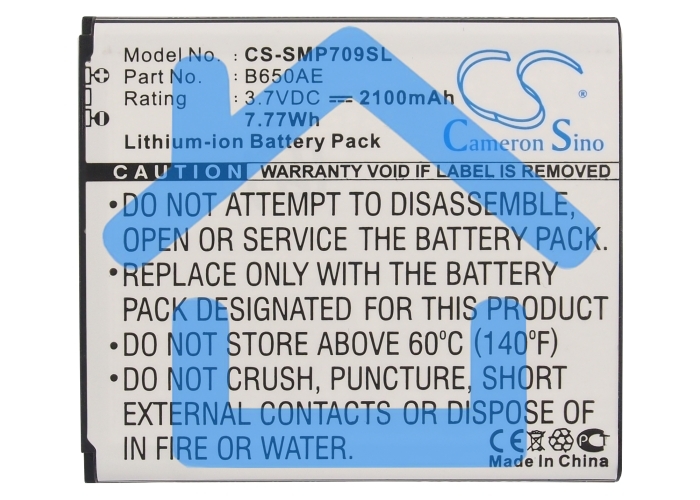 Model No.: CS-SMP709SL
Part No.: B650AE
Rating: 3.7VDC ⎓ 2100mAh
7.77Wh
Lithium-ion Battery Pack
Cameron Sino
®
CAUTION WARRANTY VOID IF LABEL IS REMOVED
•DO NOT ATTEMPT TO DISASSEMBLE,
OPEN OR SERVICE THE BATTERY PACK.
•REPLACE ONLY WITH THE BATTERY
PACK DESIGNATED FOR THIS PRODUCT
•DO NOT STORE ABOVE 60°C (140°F)
•DO NOT CRUSH, PUNCTURE, SHORT
EXTERNAL CONTACTS OR DISPOSE
IN FIRE OR WATER.
CE
Made In China